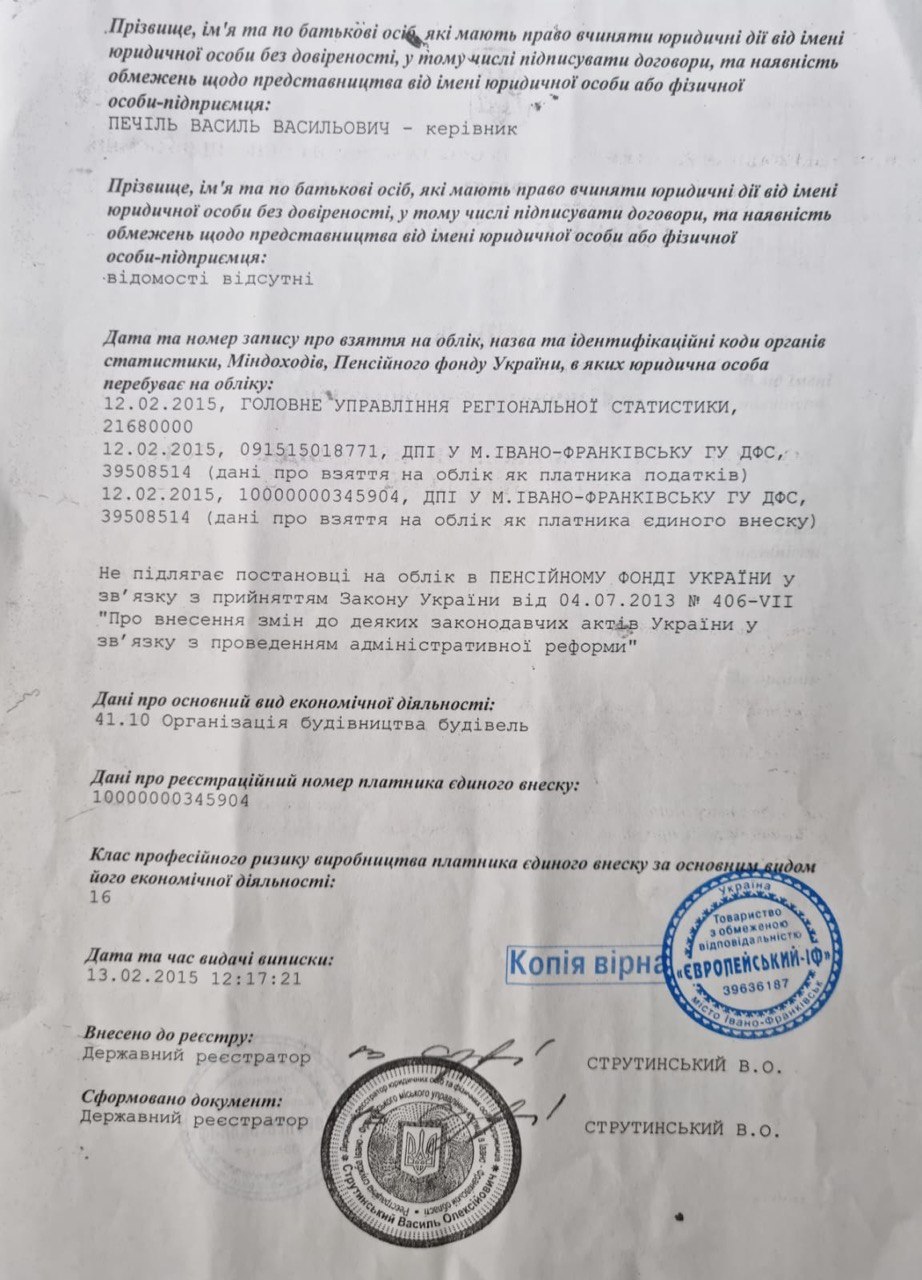 Прізвище, ім'я та по батькові осіб, які мають право вчиняти юридичні дії від імені
юридичної особи без довіреності, у тому числі підписувати договори, та наявність
обмежень щодо представництва від імені юридичної особи або фізичної
особи-підприємця:
ПЕЧІЛЬ ВАСИЛЬ ВАСИЛЬОВИЧ - керівник
Прізвище, ім'я та по батькові осіб, які мають право вчиняти юридичні дії від імені
юридичної особи без довіреності, у тому числі підписувати договори, та наявність
обмежень щодо представництва від імені юридичної особи або фізичної
особи-підприємця:
відомості відсутні
Дата та номер запису про взяття на облік, назва та ідентифікаційні коди органів
статистики, Міндоходів, Пенсійного фонду України, в яких юридична особа
перебуває на обліку:
12.02.2015, ГОЛОВНЕ УПРАВЛІННЯ РЕГІОНАЛЬНОЇ СТАТИСТИКИ,
21680000
12.02.2015, 091515018771, ДПІ У М.ІВАНО-ФРАНКІВСЬКУ ГУ ДФС,
39508514 (дані про взяття на облік як платника податків)
12.02.2015, 10000000345904, ДПІ У М.ІВАНО-ФРАНКІВСЬКУ ГУ ДФС,
39508514 (дані про взяття на облік як платника єдиного внеску)
Не підлягає постановці на облік в ПЕНСІЙНОМУ ФОНДІ УКРАЇНИ у
зв’язку з прийняттям Закону України від 04.07.2013 № 406-VII
"Про внесення змін до деяких законодавчих актів України у
зв’язку з проведенням адміністративної реформи"
Дані про основний вид економічної діяльності:
41.10 Організація будівництва будівель
Дані про реєстраційний номер платника єдиного внеску:
10000000345904
Клас професійного ризику виробництва платника єдиного внеску за основним видом
його економічної діяльності:
16
Україна
Товариство
з обмеженою
відповідальністю
«ЄВРОПЕЙСЬКИЙ-ІФ»
39636187
місто Івано-Франківськ
Копія вірна
Дата та час видачі виписки:
13.02.2015 12:17:21
Внесено до реєстру:
Державний реєстратор
СТРУТИНСЬКИЙ В.О.
Сформовано документ:
Державний реєстратор
СТРУТИНСЬКИЙ В.О.
Струтинський Василь Олексійович